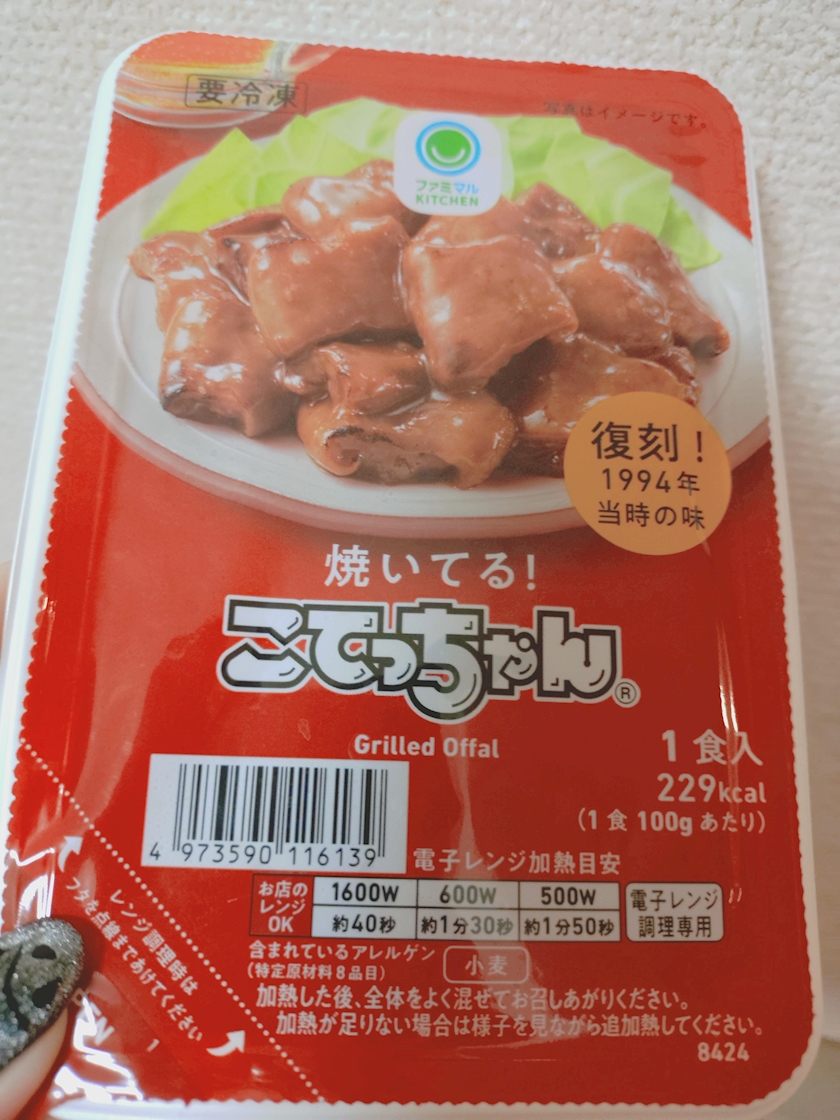 要冷凍
写真はイメージです。
ファミマル
KITCHEN
復刻！
1994年
当時の味
焼いてる！
こてっちゃん®
Grilled Offal
1食入
229kcal
(1食100gあたり)
4 973590 116139
電子レンジ加熱目安
お店のレンジOK
1600W 600W 500W
約40秒 約1分30秒 約1分50秒
電子レンジ
調理専用
含まれているアレルゲン
(特定原材料8品目)
小麦
加熱した後、全体をよく混ぜてお召しあがりください。
加熱が足りない場合は様子を見ながら追加熱してください。
8424
レンジ調理時は
フタを点線まであけてください